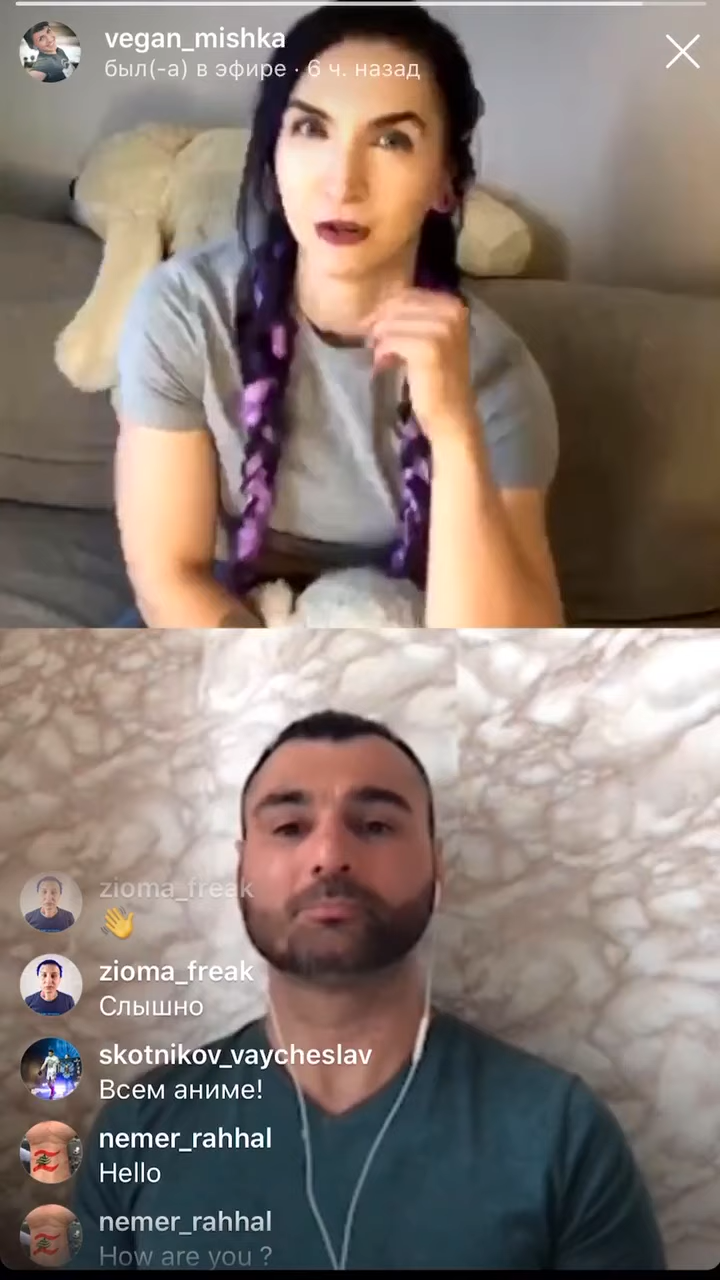 vegan_mishka
был(-а) в эфире · 6 ч. назад
zioma_freak
👋
zioma_freak
Слышно
skotnikov_vaycheslav
Всем аниме!
nemer_rahhal
Hello
nemer_rahhal
How are you ?